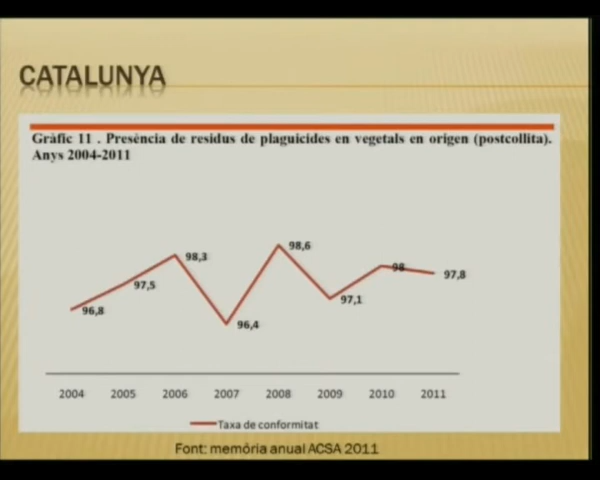 CATALUNYA
Gràfic 11 . Presència de residus de plaguicides en vegetals en origen (postcollita).
Anys 2004-2011
98,6
98,3
98
97,8
97,5
97,1
96,8
96,4
2004 2005 2006 2007 2008 2009 2010 2011
Taxa de conformitat
Font: memòria anual ACSA 2011